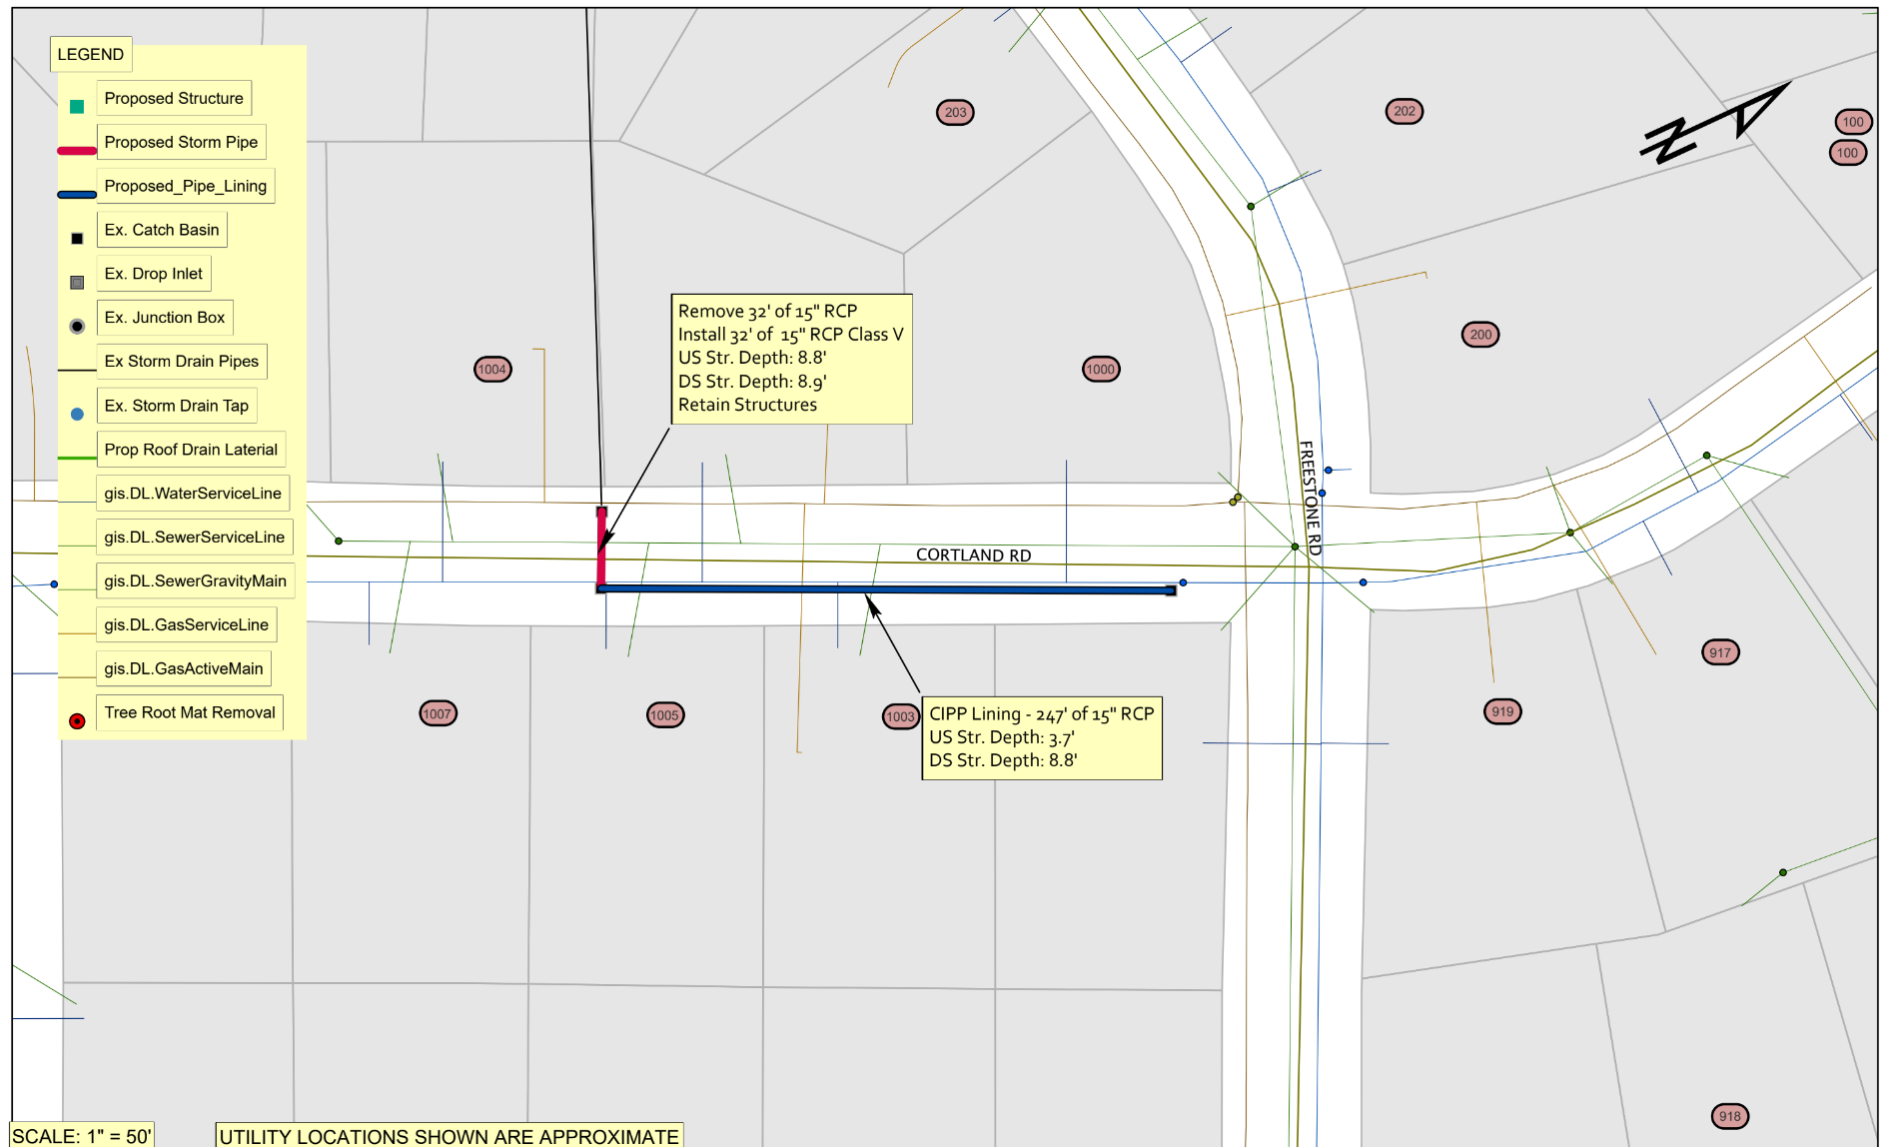 LEGEND
Proposed Structure
Proposed Storm Pipe
Proposed_Pipe_Lining
Ex. Catch Basin
Ex. Drop Inlet
Ex. Junction Box
Ex Storm Drain Pipes
Ex. Storm Drain Tap
Prop Roof Drain Laterial
gis.DL.WaterServiceLine
gis.DL.SewerServiceLine
gis.DL.SewerGravityMain
gis.DL.GasServiceLine
gis.DL.GasActiveMain
Tree Root Mat Removal
203
202
100
100
N
Remove 32' of 15" RCP
Install 32' of 15" RCP Class V
US Str. Depth: 8.8'
DS Str. Depth: 8.9'
Retain Structures
1004
1000
200
FREESTONE RD
CORTLAND RD
1007
1005
1003
CIPP Lining - 247' of 15" RCP
US Str. Depth: 3.7'
DS Str. Depth: 8.8'
917
919
918
SCALE: 1" = 50'
UTILITY LOCATIONS SHOWN ARE APPROXIMATE